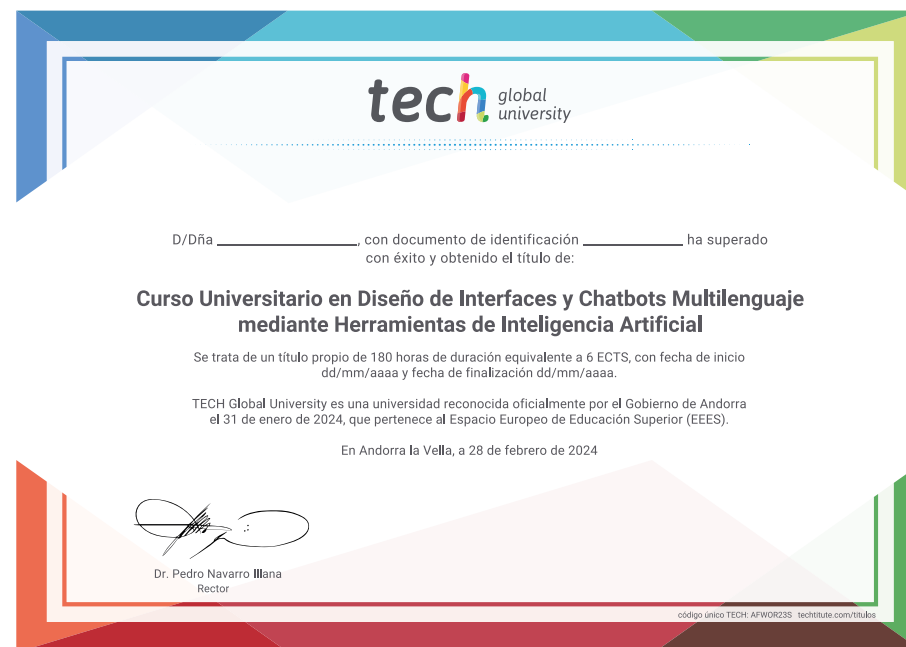 tech global university
D/Dña ______________, con documento de identificación __________ ha superado
con éxito y obtenido el título de:
Curso Universitario en Diseño de Interfaces y Chatbots Multilenguaje
mediante Herramientas de Inteligencia Artificial
Se trata de un título propio de 180 horas de duración equivalente a 6 ECTS, con fecha de inicio
dd/mm/aaaa y fecha de finalización dd/mm/aaaa.
TECH Global University es una universidad reconocida oficialmente por el Gobierno de Andorra
el 31 de enero de 2024, que pertenece al Espacio Europeo de Educación Superior (EEES).
En Andorra la Vella, a 28 de febrero de 2024
Dr. Pedro Navarro Illana
Rector
código único TECH: AFWOR23S techtitute.com/titulos